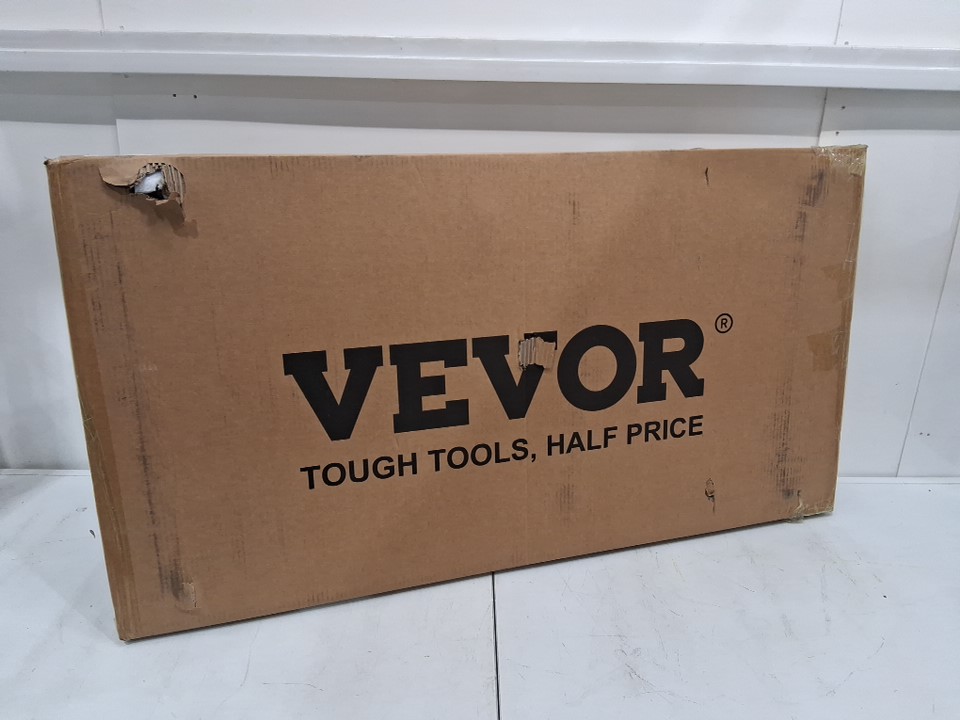 VEVOR®
TOUGH TOOLS, HALF PRICE